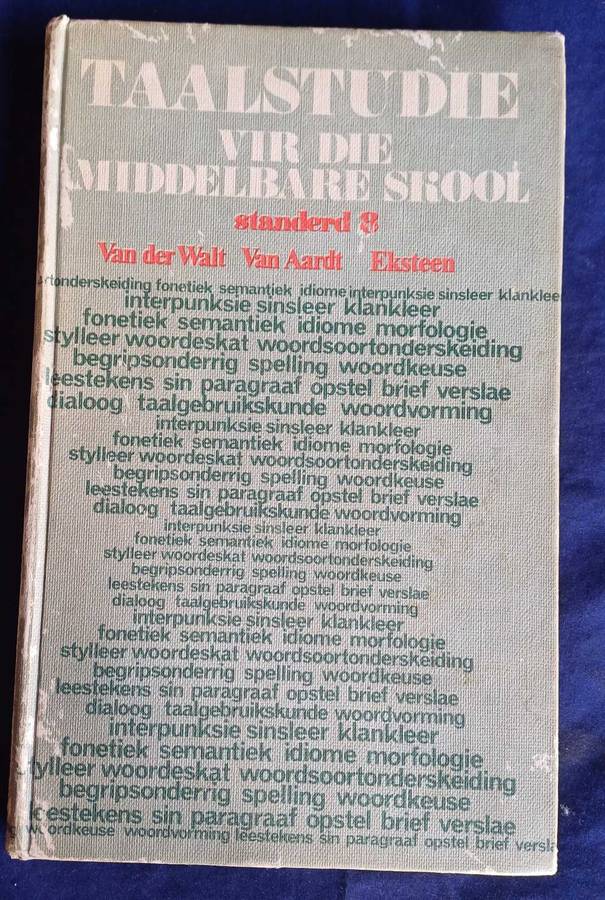 TAALSTUDIE
VIR DIE
MIDDELBARE SKOOL
standerd 8
Van der Walt Van Aardt Eksteen
rtonderskeiding fonetiek semantiek idiome interpunksie sinsleer klanklee
interpunksie sinsleer klankleer
fonetiek semantiek idiome morfologie
stylleer woordeskat woordsoortonderskeiding
begripsonderrig spelling woordkeuse
leestekens sin paragraaf opstel brief verslae
dialoog taalgebruikskunde woordvorming
interpunksie sinsleer klankleer
fonetiek semantiek idiome morfologie
stylleer woordeskat woordsoortonderskeiding
begripsonderrig spelling woordkeuse
leestekens sin paragraaf opstel brief verslae
dialoog taalgebruikskunde woordvorming
interpunksie sinsleer klankleer
fonetiek semantiek idiome morfologie
stylleer woordeskat woordsoortonderskeiding
begripsonderrig spelling woordkeuse
leestekens sin paragraaf opstel brief verslae
dialoog taalgebruikskunde woordvorming
interpunksie sinsleer klankleer
fonetiek semantiek idiome morfologie
stylleer woordeskat woordsoortonderskeiding
begripsonderrig spelling woordkeuse
leestekens sin paragraaf opstel brief verslae
dialoog taalgebruikskunde woordvorming
interpunksie sinsleer klankleer
fonetiek semantiek idiome morfologie
tylleer woordeskat woordsoortonderskeiding
begripsonderrig spelling woordkeuse
leestekens sin paragraaf opstel brief verslae
woordkeuse woordvorming leestekens sin paragraaf opstel brief versla